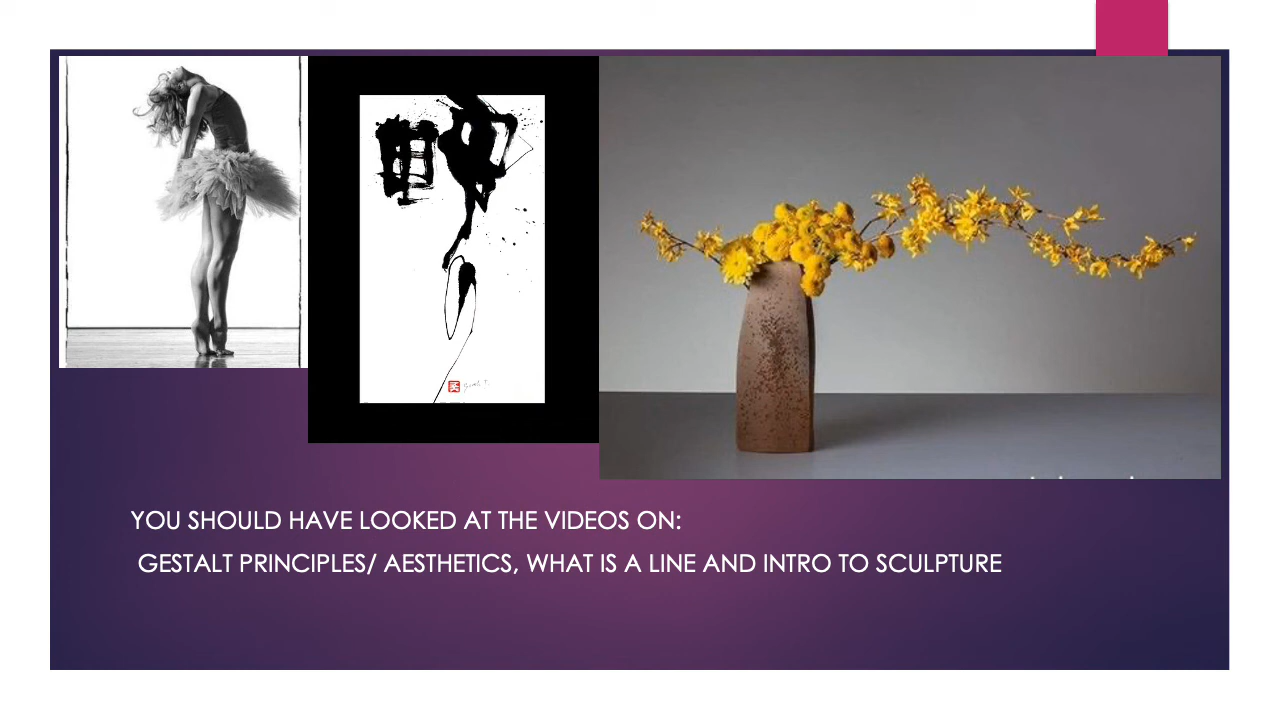 YOU SHOULD HAVE LOOKED AT THE VIDEOS ON:
GESTALT PRINCIPLES/ AESTHETICS, WHAT IS A LINE AND INTRO TO SCULPTURE